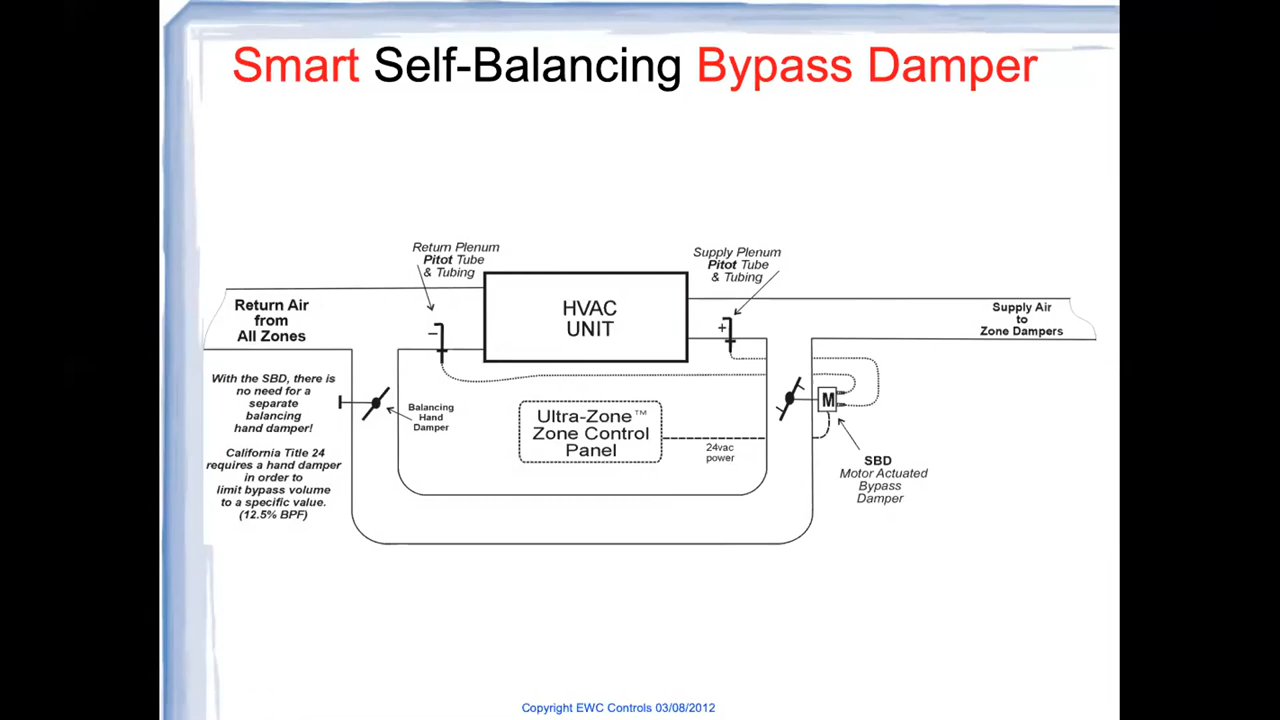 Smart Self-Balancing Bypass Damper
Return Plenum
Pitot Tube
& Tubing
Supply Plenum
Pitot Tube
& Tubing
HVAC
UNIT
Return Air
from
All Zones
Supply Air
to
Zone Dampers
−
+
With the SBD, there is
no need for a
separate
balancing
hand damper!
California Title 24
requires a hand damper
in order to
limit bypass volume
to a specific value.
(12.5% BPF)
Balancing
Hand
Damper
Ultra-Zone™
Zone Control
Panel
24vac
power
M
SBD
Motor Actuated
Bypass
Damper
Copyright EWC Controls 03/08/2012